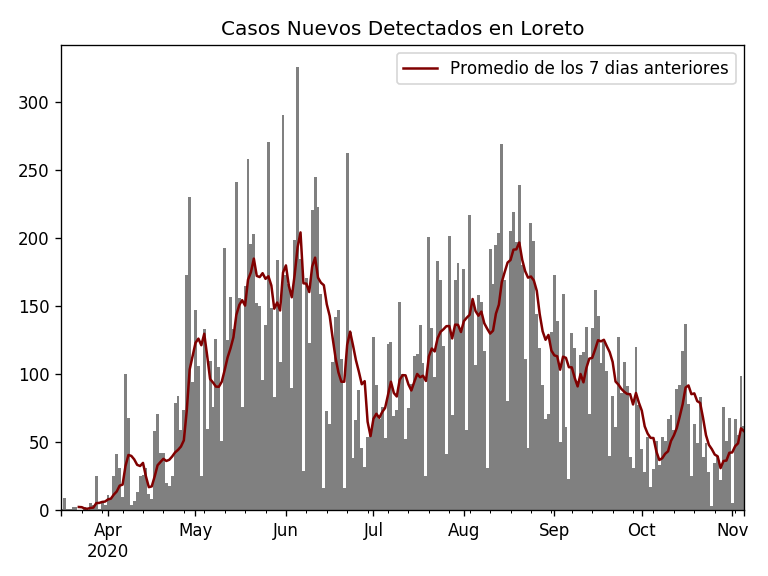 Casos Nuevos Detectados en Loreto
Promedio de los 7 dias anteriores
300
250
200
150
100
50
0
Apr
2020
May
Jun
Jul
Aug
Sep
Oct
Nov